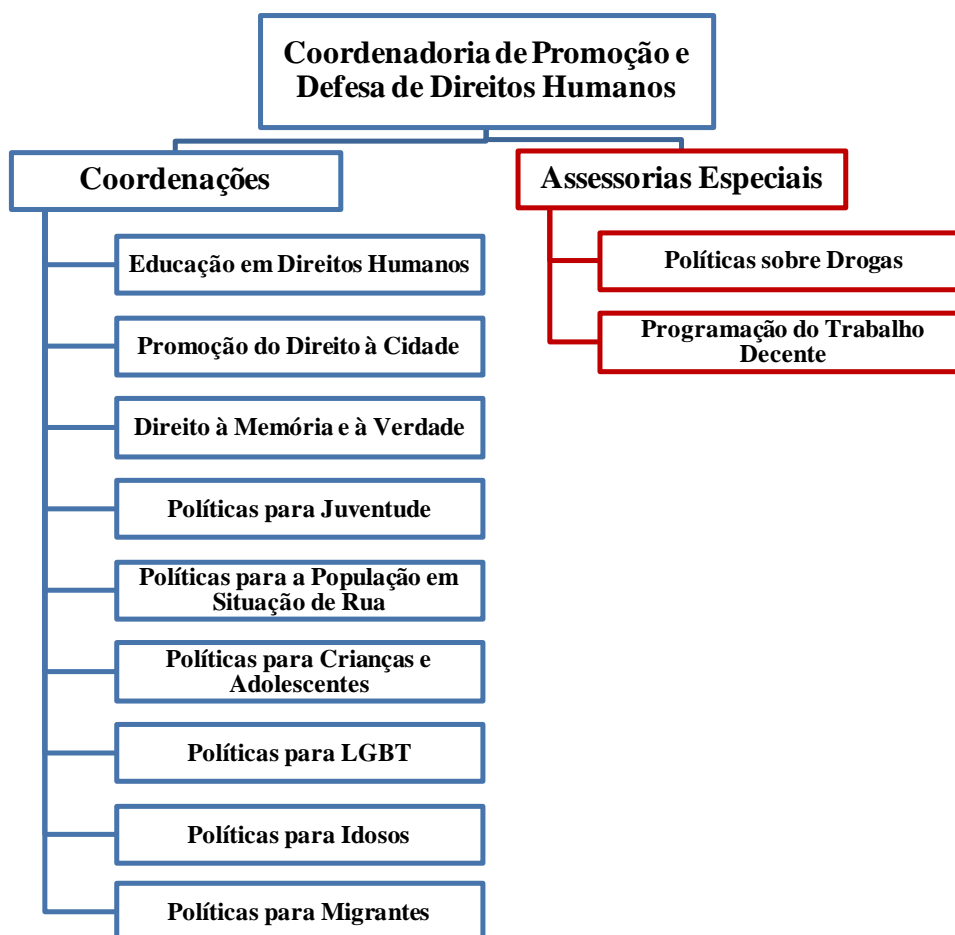 Coordenadoria de Promoção e
Defesa de Direitos Humanos
Coordenações
Educação em Direitos Humanos
Promoção do Direito à Cidade
Direito à Memória e à Verdade
Políticas para Juventude
Políticas para a População em
Situação de Rua
Políticas para Crianças e
Adolescentes
Políticas para LGBT
Políticas para Idosos
Políticas para Migrantes
Assessorias Especiais
Políticas sobre Drogas
Programação do Trabalho
Decente